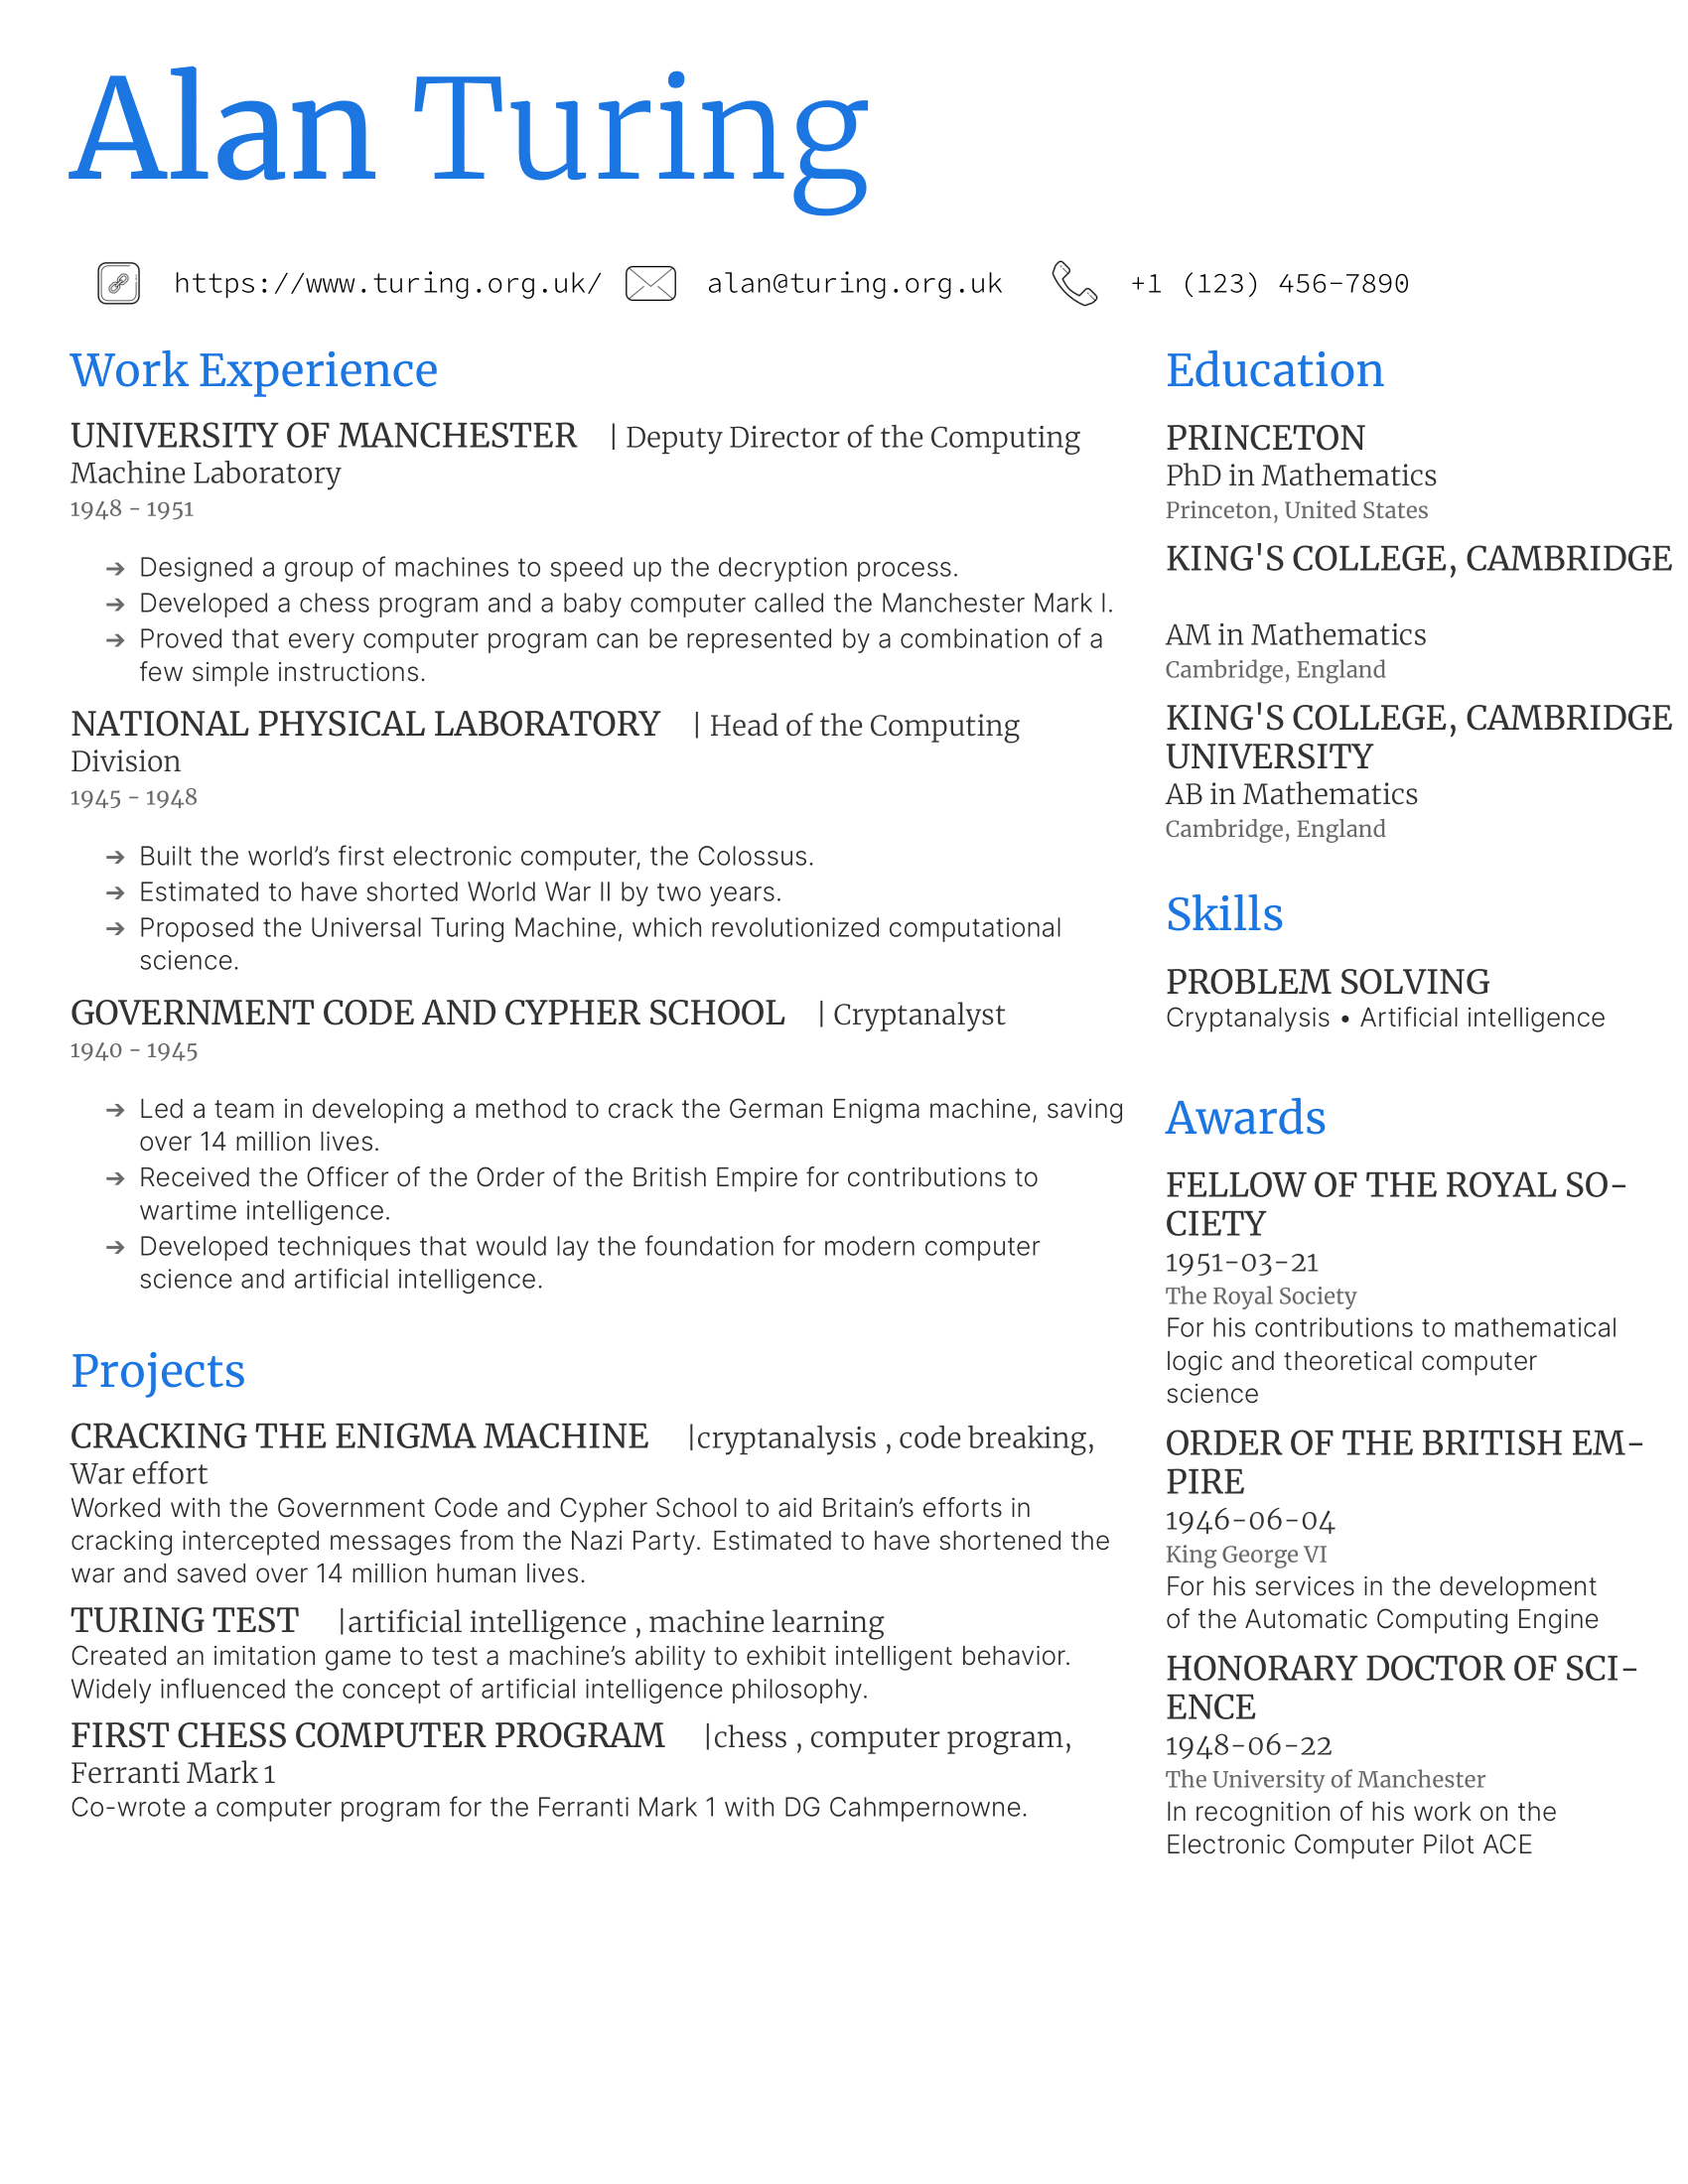 Alan Turing
https://www.turing.org.uk/ alan@turing.org.uk +1 (123) 456-7890
Work Experience
UNIVERSITY OF MANCHESTER | Deputy Director of the Computing
Machine Laboratory
1948 - 1951
➔ Designed a group of machines to speed up the decryption process.
➔ Developed a chess program and a baby computer called the Manchester Mark I.
➔ Proved that every computer program can be represented by a combination of a
few simple instructions.
NATIONAL PHYSICAL LABORATORY | Head of the Computing
Division
1945 - 1948
➔ Built the world’s first electronic computer, the Colossus.
➔ Estimated to have shorted World War II by two years.
➔ Proposed the Universal Turing Machine, which revolutionized computational
science.
GOVERNMENT CODE AND CYPHER SCHOOL | Cryptanalyst
1940 - 1945
➔ Led a team in developing a method to crack the German Enigma machine, saving
over 14 million lives.
➔ Received the Officer of the Order of the British Empire for contributions to
wartime intelligence.
➔ Developed techniques that would lay the foundation for modern computer
science and artificial intelligence.
Projects
CRACKING THE ENIGMA MACHINE |cryptanalysis , code breaking,
War effort
Worked with the Government Code and Cypher School to aid Britain’s efforts in
cracking intercepted messages from the Nazi Party. Estimated to have shortened the
war and saved over 14 million human lives.
TURING TEST |artificial intelligence , machine learning
Created an imitation game to test a machine’s ability to exhibit intelligent behavior.
Widely influenced the concept of artificial intelligence philosophy.
FIRST CHESS COMPUTER PROGRAM |chess , computer program,
Ferranti Mark 1
Co-wrote a computer program for the Ferranti Mark 1 with DG Cahmpernowne.
Education
PRINCETON
PhD in Mathematics
Princeton, United States
KING'S COLLEGE, CAMBRIDGE
AM in Mathematics
Cambridge, England
KING'S COLLEGE, CAMBRIDGE
UNIVERSITY
AB in Mathematics
Cambridge, England
Skills
PROBLEM SOLVING
Cryptanalysis • Artificial intelligence
Awards
FELLOW OF THE ROYAL SO-
CIETY
1951-03-21
The Royal Society
For his contributions to mathematical
logic and theoretical computer
science
ORDER OF THE BRITISH EM-
PIRE
1946-06-04
King George VI
For his services in the development
of the Automatic Computing Engine
HONORARY DOCTOR OF SCI-
ENCE
1948-06-22
The University of Manchester
In recognition of his work on the
Electronic Computer Pilot ACE